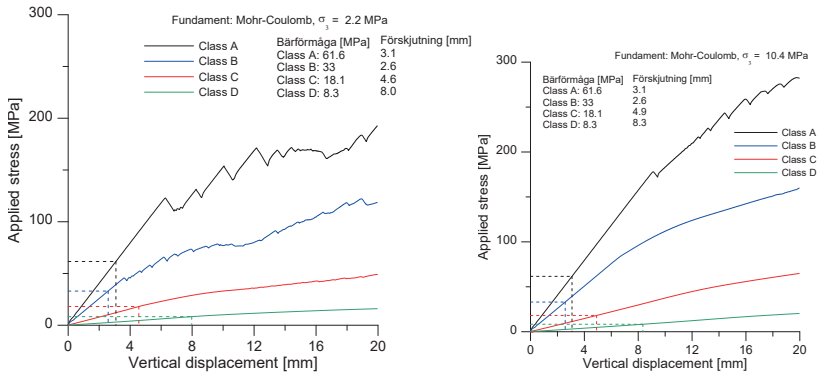 Fundament: Mohr-Coulomb, σ3 = 2.2 MPa
Class A
Class B
Class C
Class D
Bärförmåga [MPa] Förskjutning [mm]
Class A: 61.6 3.1
Class B: 33 2.6
Class C: 18.1 4.6
Class D: 8.3 8.0
Applied stress [MPa]
300
200
100
0
0 4 8 12 16 20
Vertical displacement [mm]
Fundament: Mohr-Coulomb, σ3 = 10.4 MPa
Bärförmåga [MPa] Förskjutning [mm]
Class A: 61.6 3.1
Class B: 33 2.6
Class C: 18.1 4.9
Class D: 8.3 8.3
Class A
Class B
Class C
Class D
Applied stress [MPa]
300
200
100
0
0 4 8 12 16 20
Vertical displacement [mm]